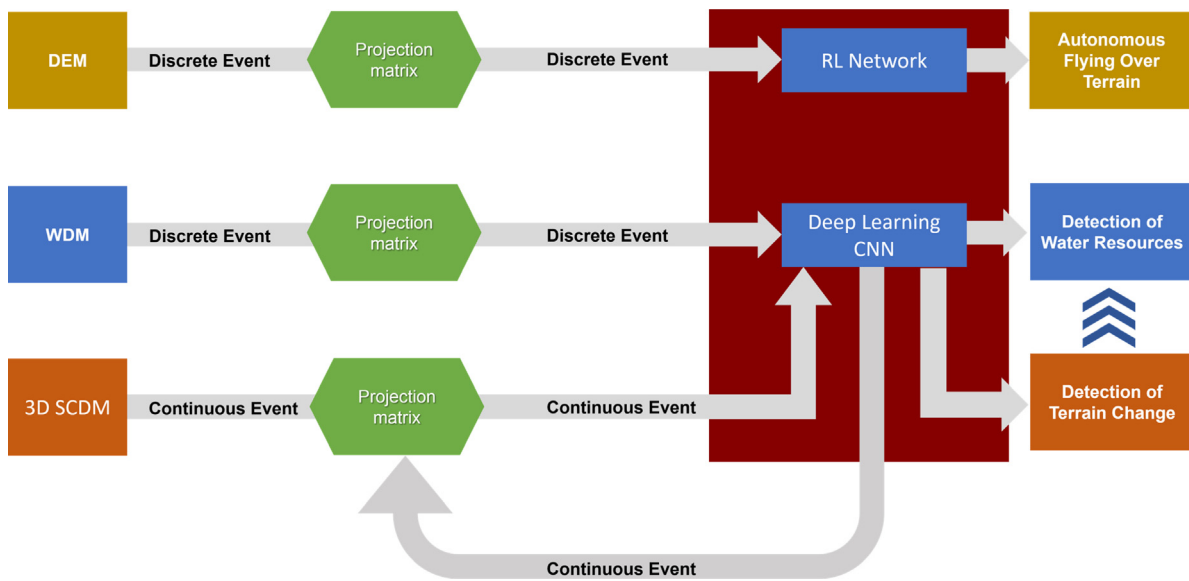 DEM
Discrete Event
Projection
matrix
Discrete Event
RL Network
Autonomous
Flying Over
Terrain
WDM
Discrete Event
Projection
matrix
Discrete Event
Deep Learning
CNN
Detection of
Water Resources
3D SCDM
Continuous Event
Projection
matrix
Continuous Event
Detection of
Terrain Change
Continuous Event